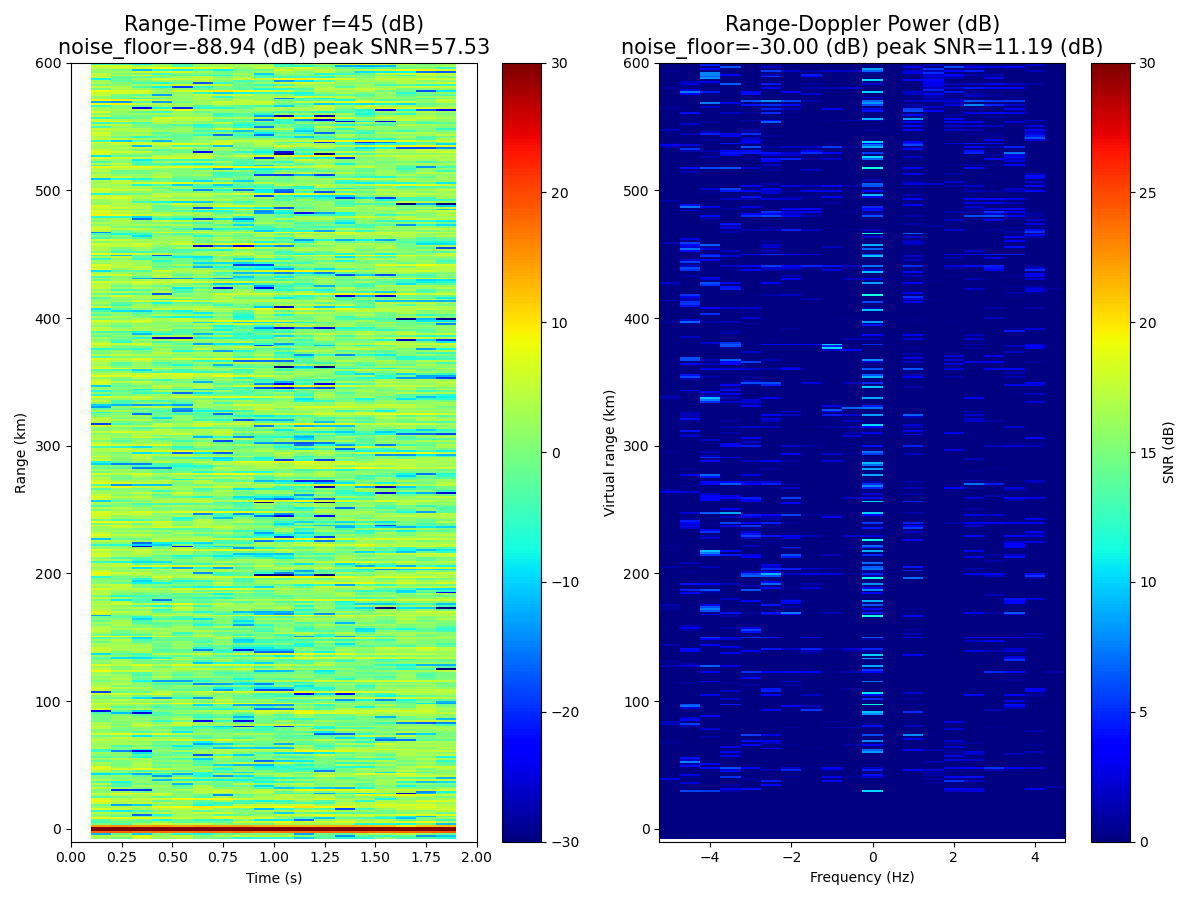 Range-Time Power f=45 (dB)
noise_floor=-88.94 (dB) peak SNR=57.53
600
500
400
300
200
100
0
Range (km)
0.00 0.25 0.50 0.75 1.00 1.25 1.50 1.75 2.00
Time (s)
30
20
10
0
−10
−20
−30
Range-Doppler Power (dB)
noise_floor=-30.00 (dB) peak SNR=11.19 (dB)
600
500
400
300
200
100
0
Virtual range (km)
−4 −2 0 2 4
Frequency (Hz)
30
25
20
15
10
5
0
SNR (dB)